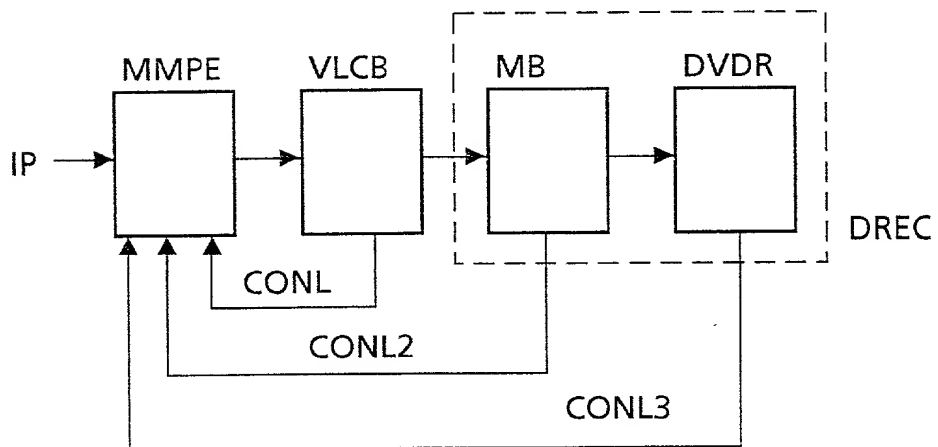 MMPE
VLCB
MB
DVDR
IP
DREC
CONL
CONL2
CONL3